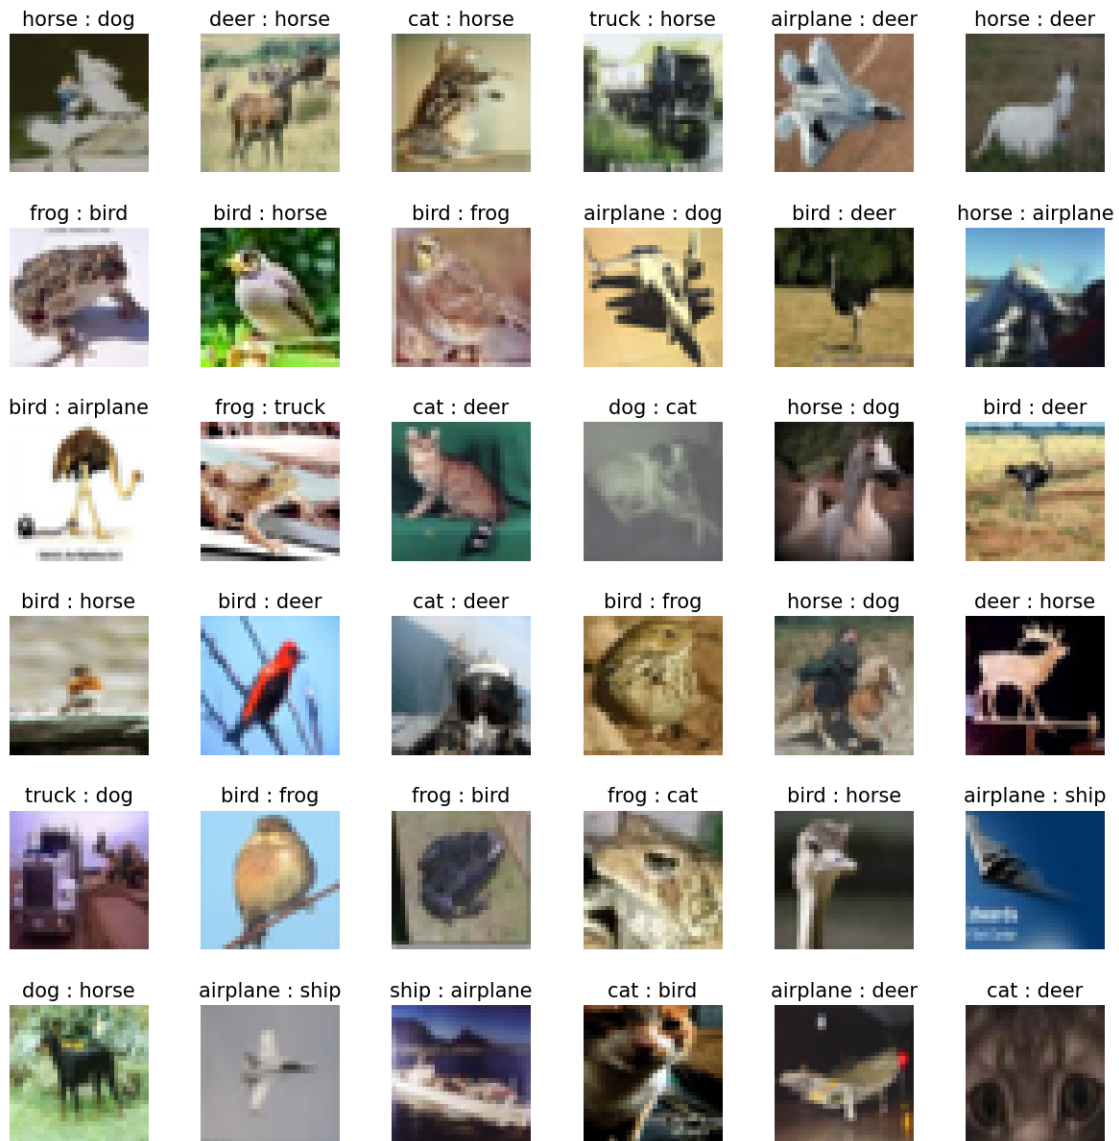 horse : dog
deer : horse
cat : horse
truck : horse
airplane : deer
horse : deer
frog : bird
bird : horse
bird : frog
airplane : dog
bird : deer
horse : airplane
bird : airplane
frog : truck
cat : deer
dog : cat
horse : dog
bird : deer
bird : horse
bird : deer
cat : deer
bird : frog
horse : dog
deer : horse
truck : dog
bird : frog
frog : bird
frog : cat
bird : horse
airplane : ship
dog : horse
airplane : ship
ship : airplane
cat : bird
airplane : deer
cat : deer